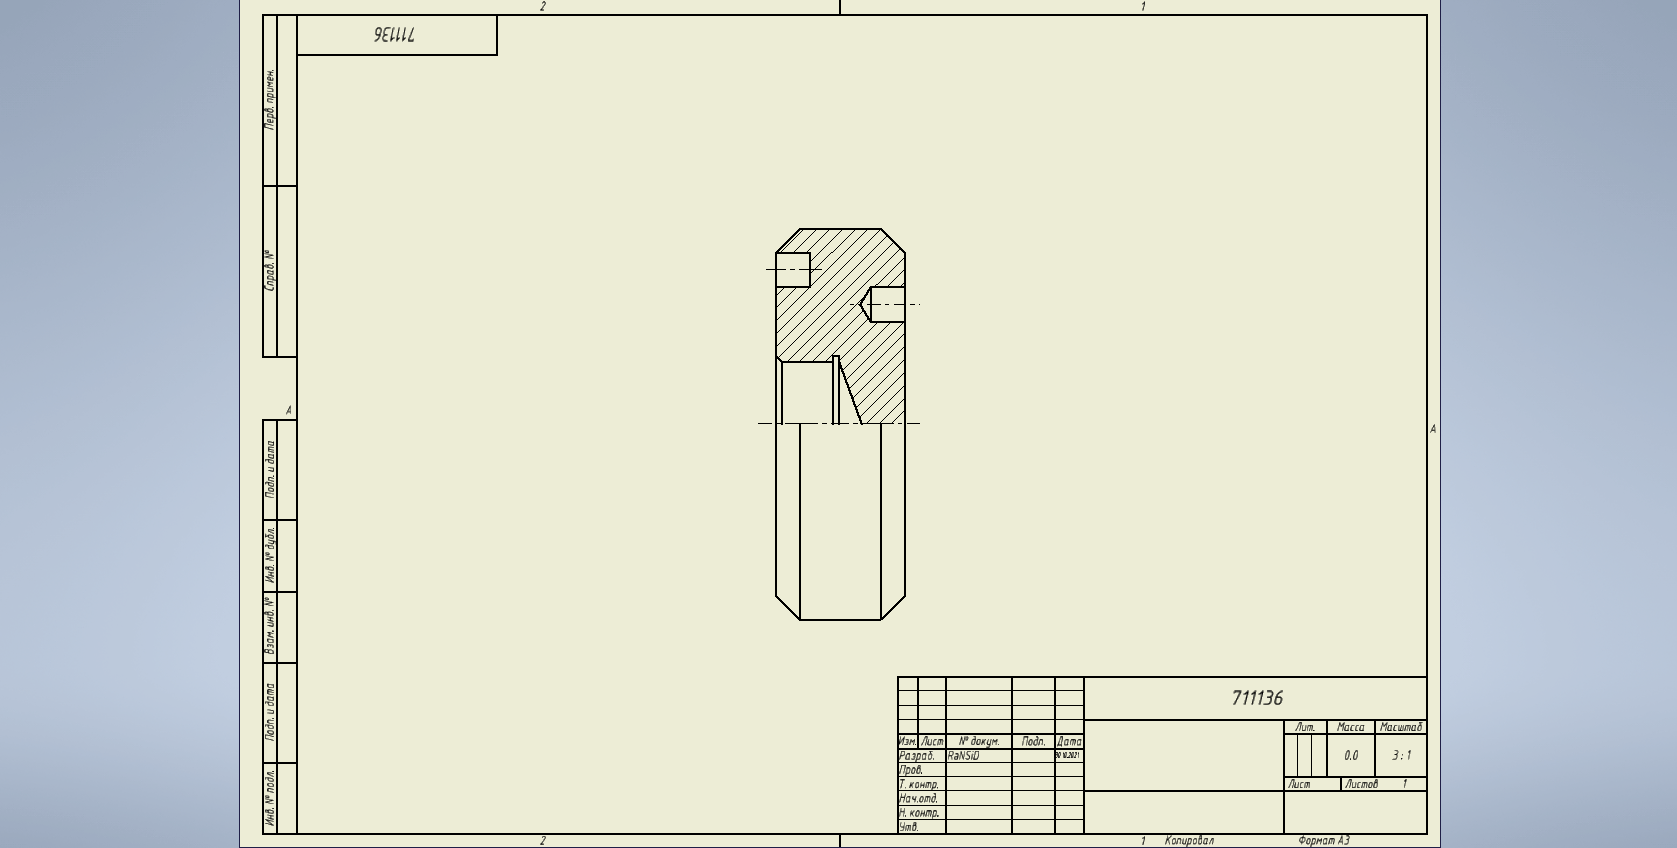 2 1
711136
Перв. примен.
Справ. №
А
А
Подп. и дата
Инв. № дубл.
Взам. инв. №
Подп. и дата
Инв. № подл.
711136
Лит. Масса Масштаб
Изм. Лист № докум. Подп. Дата
Разраб. RaNSiD 30.10.2021
0.0 3 : 1
Пров.
Т. контр.
Лист Листов 1
Нач.отд.
Н. контр.
Утв.
2 1 Копировал Формат А3